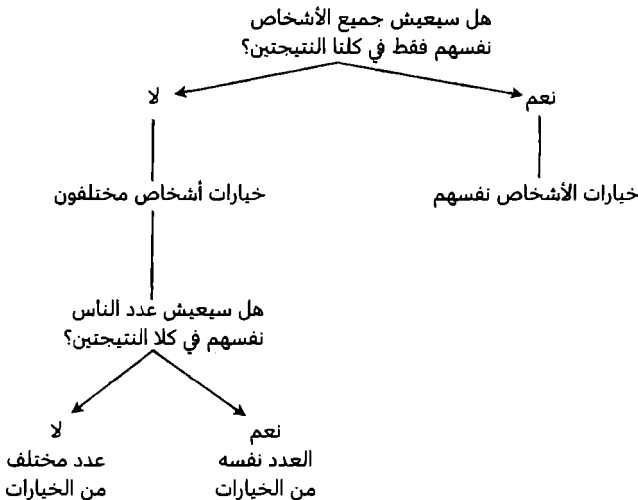 هل سيعيش جميع الأشخاص
نفسهم فقط في كلتا النتيجتين؟
نعم
لا
خيارات الأشخاص نفسهم
خيارات أشخاص مختلفون
هل سيعيش عدد الناس
نفسهم في كلا النتيجتين؟
نعم
العدد نفسه
من الخيارات
لا
عدد مختلف
من الخيارات